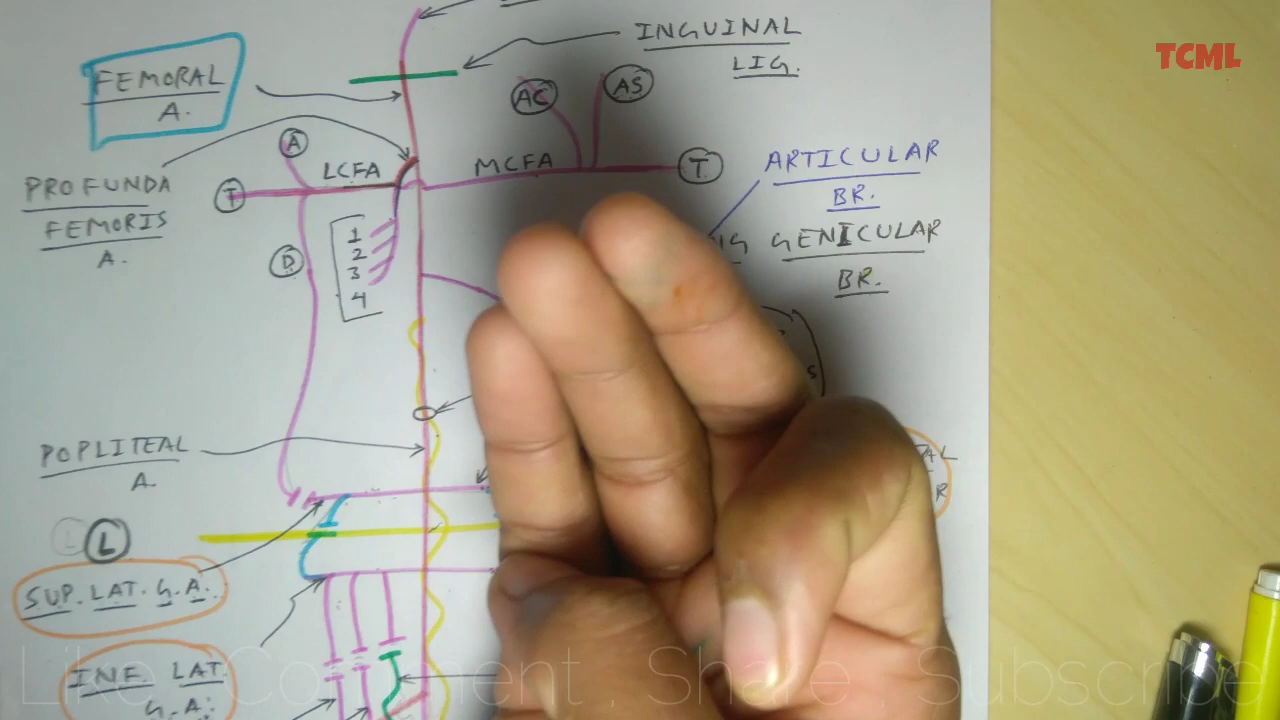 INGUINAL
LIG.
TCML
FEMORAL
A.
AC
AS
A
LCFA
MCFA
T
T
ARTICULAR
BR.
PROFUNDA
FEMORIS
A.
GENICULAR
BR.
1
2
3
4
D
POPLITEAL
A.
L
SUP. LAT. G.A.
INF. LAT.
G.A.
Like, Comment, Share, Subscribe